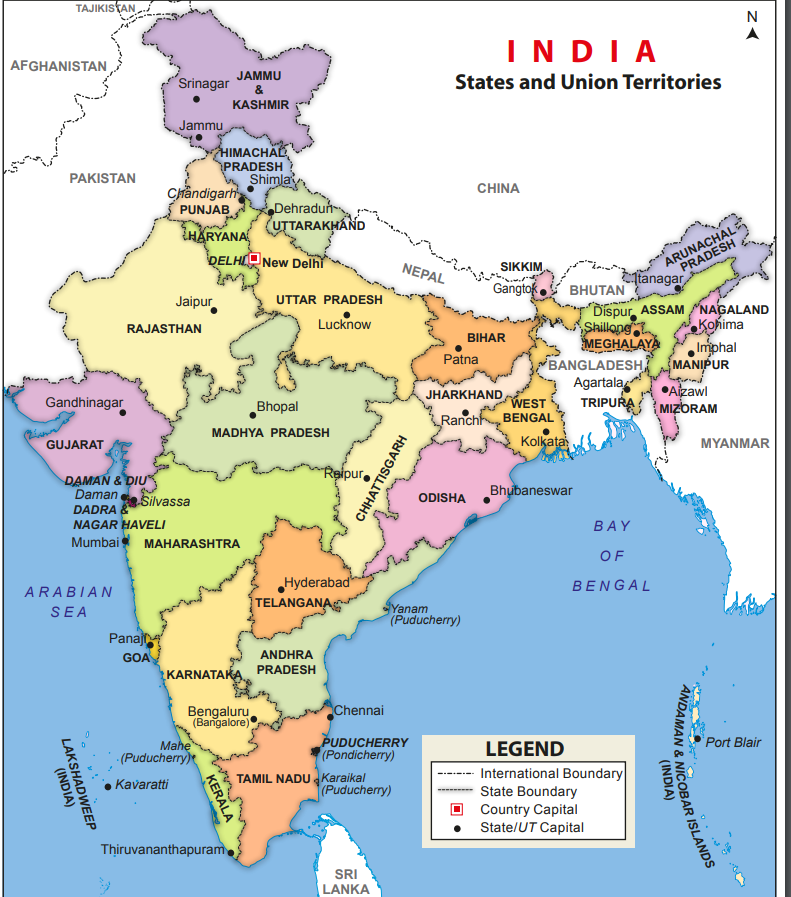 TAJIKISTAN
N
INDIA
States and Union Territories
AFGHANISTAN
JAMMU
&
KASHMIR
Srinagar
Jammu
HIMACHAL
PRADESH
Shimla
PAKISTAN
CHINA
Chandigarh
PUNJAB
Dehradun
UTTARAKHAND
HARYANA
DELHI
New Delhi
NEPAL
SIKKIM
Gangtok
BHUTAN
ARUNACHAL
PRADESH
Itanagar
Jaipur
RAJASTHAN
UTTAR PRADESH
Lucknow
BIHAR
Patna
Dispur
ASSAM
NAGALAND
Shillong
Kohima
MEGHALAYA
Imphal
MANIPUR
BANGLADESH
Agartala
TRIPURA
Aizawl
MIZORAM
MYANMAR
Gandhinagar
GUJARAT
Bhopal
MADHYA PRADESH
JHARKHAND
Ranchi
WEST
BENGAL
Kolkata
Raipur
CHHATTISGARH
ODISHA
Bhubaneswar
DAMAN & DIU
Daman
Silvassa
DADRA &
NAGAR HAVELI
Mumbai
MAHARASHTRA
BAY
OF
BENGAL
ARABIAN
SEA
Hyderabad
TELANGANA
Yanam
(Puducherry)
Panaji
GOA
KARNATAKA
ANDHRA
PRADESH
Bengaluru
(Bangalore)
Chennai
Mahe
(Puducherry)
PUDUCHERRY
(Pondicherry)
LAKSHADWEEP
(INDIA)
Kavaratti
KERALA
TAMIL NADU
Karaikal
(Puducherry)
Thiruvananthapuram
SRI
LANKA
ANDAMAN & NICOBAR ISLANDS
(INDIA)
Port Blair
LEGEND
International Boundary
State Boundary
Country Capital
State/UT Capital